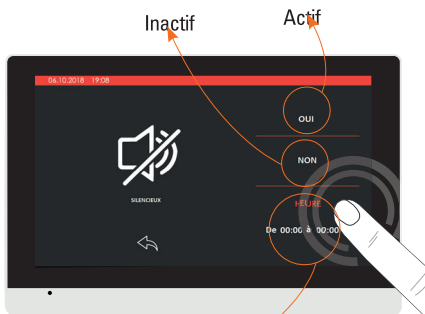 Inactif
Actif
06.10.2018 19:08
OUI
NON
SILENCIEUX
HEURE
De 00:00 à 00:00